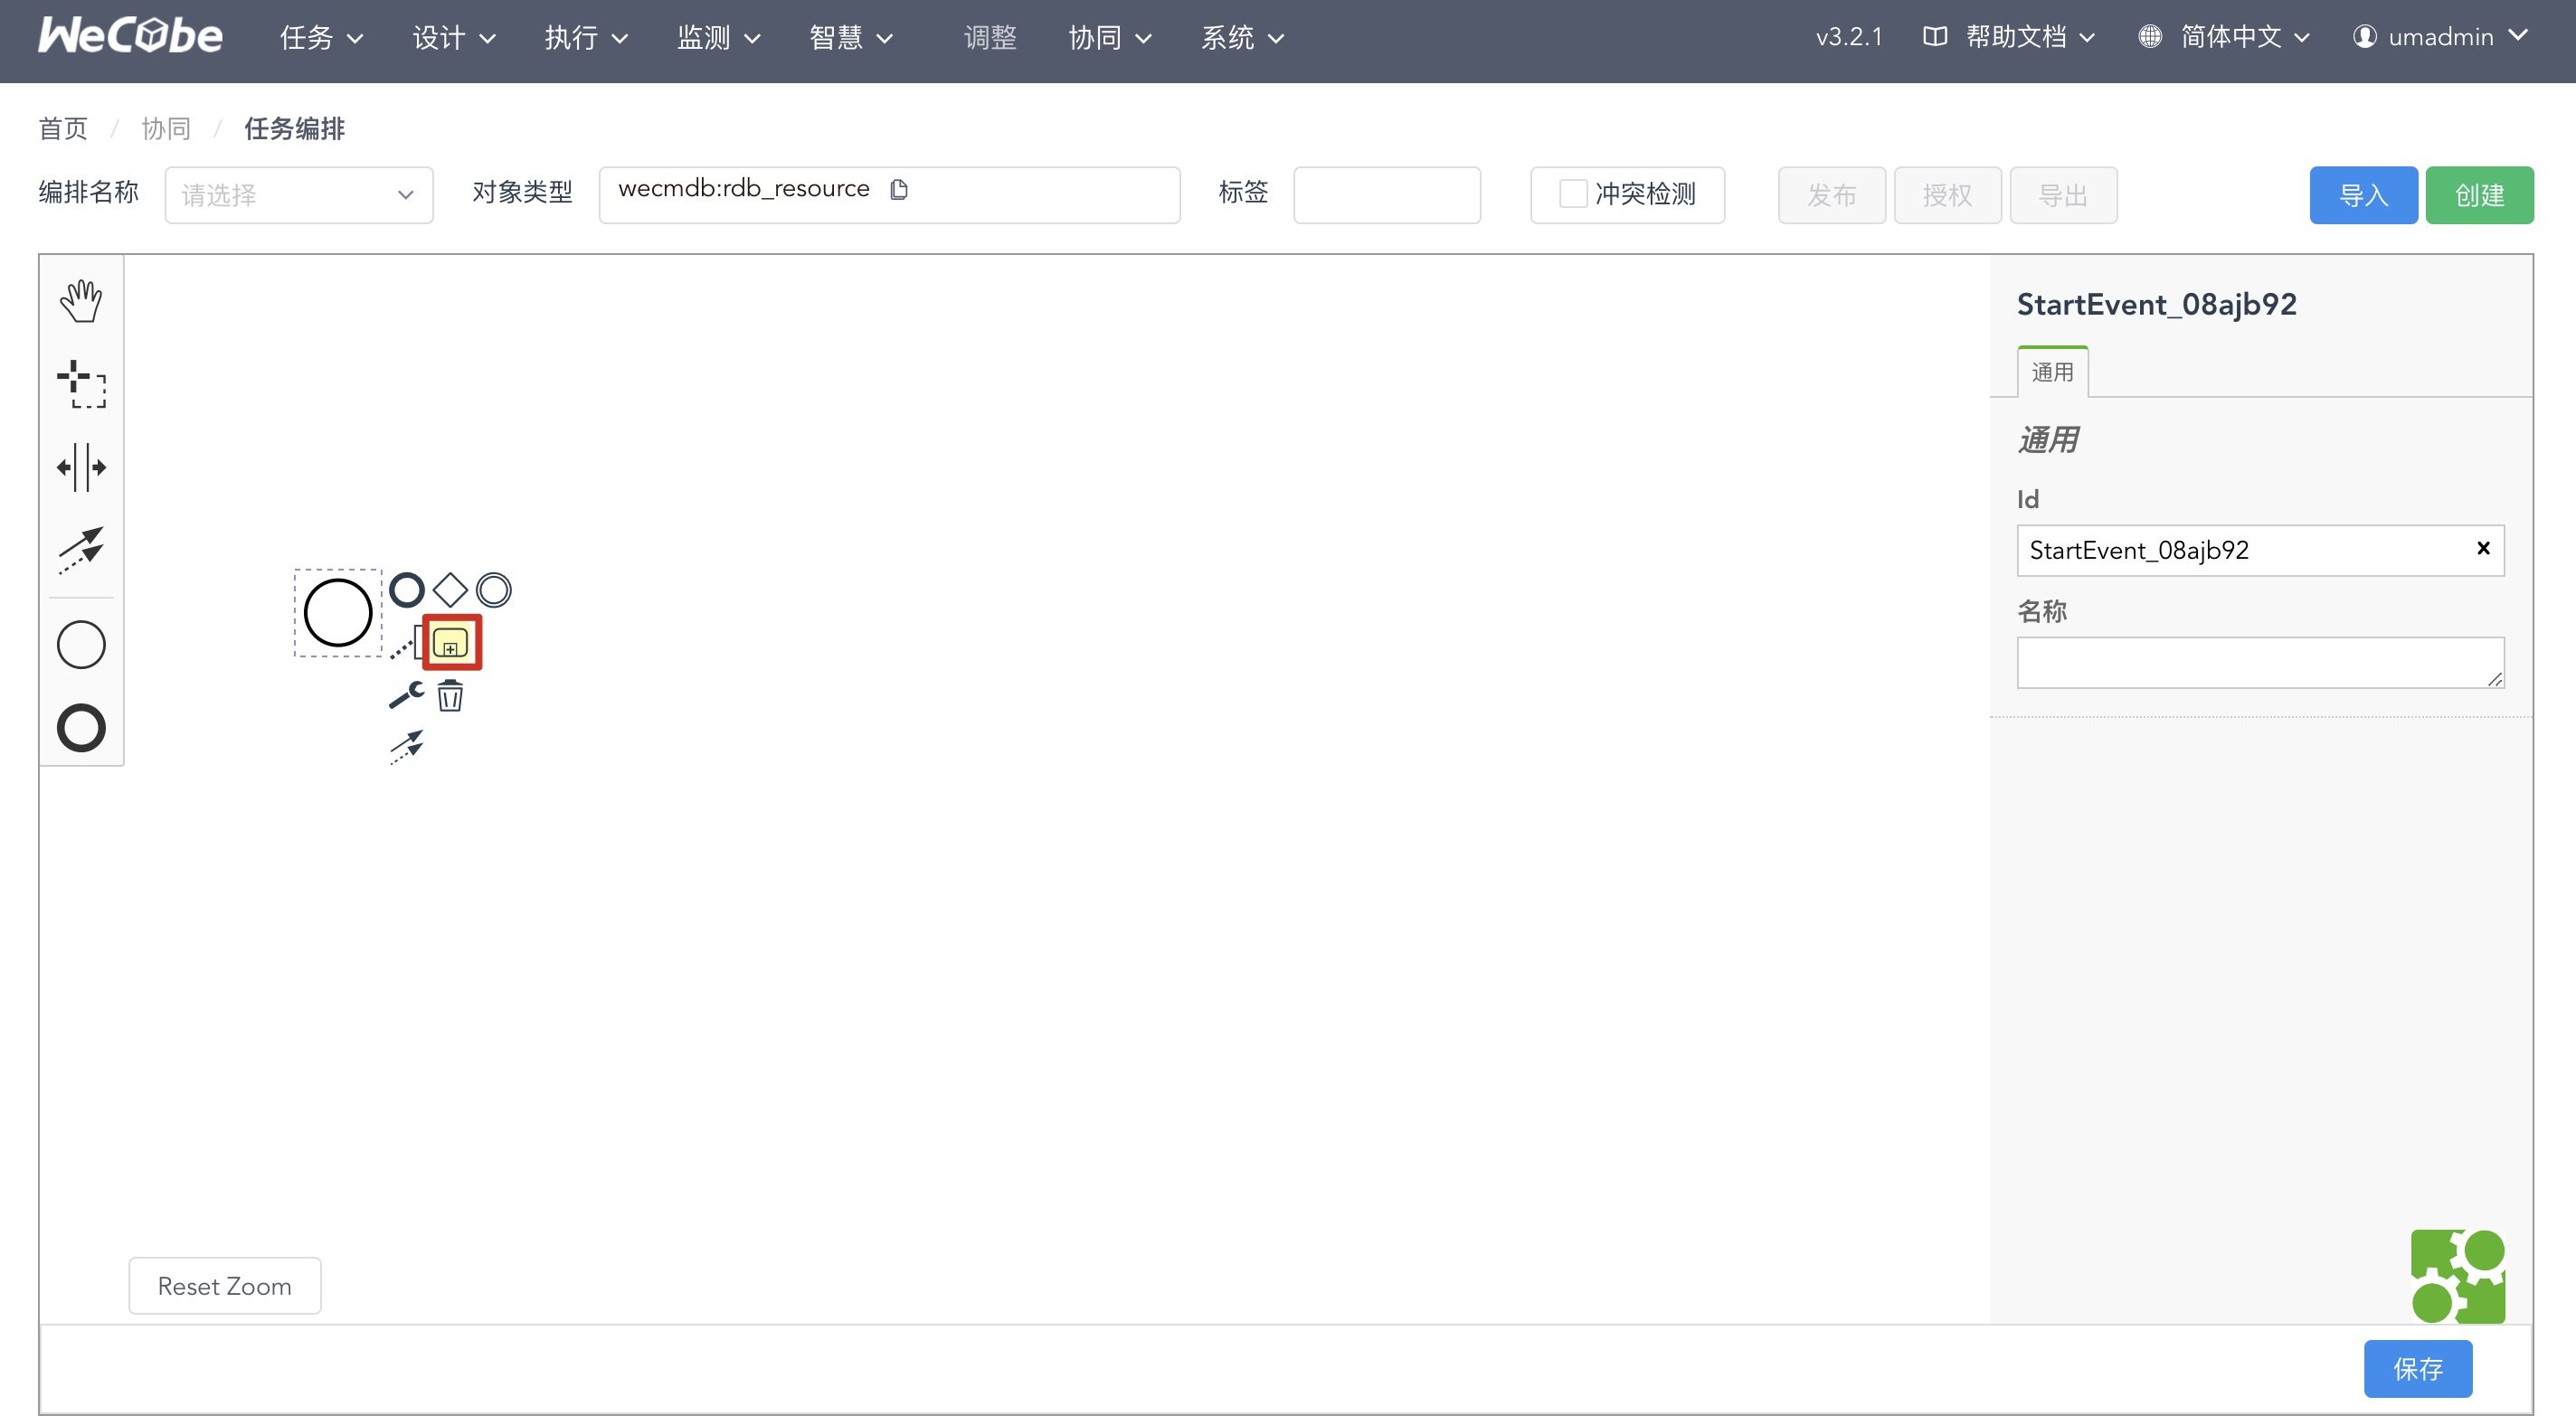 WeCube 任务 设计 执行 监测 智慧 调整 协同 系统 v3.2.1 帮助文档 简体中文 umadmin
首页 / 协同 / 任务编排
编排名称 请选择 对象类型 wecmdb:rdb_resource 标签 冲突检测 发布 授权 导出 导入 创建
StartEvent_08ajb92
通用
通用
Id
StartEvent_08ajb92
名称
Reset Zoom
保存